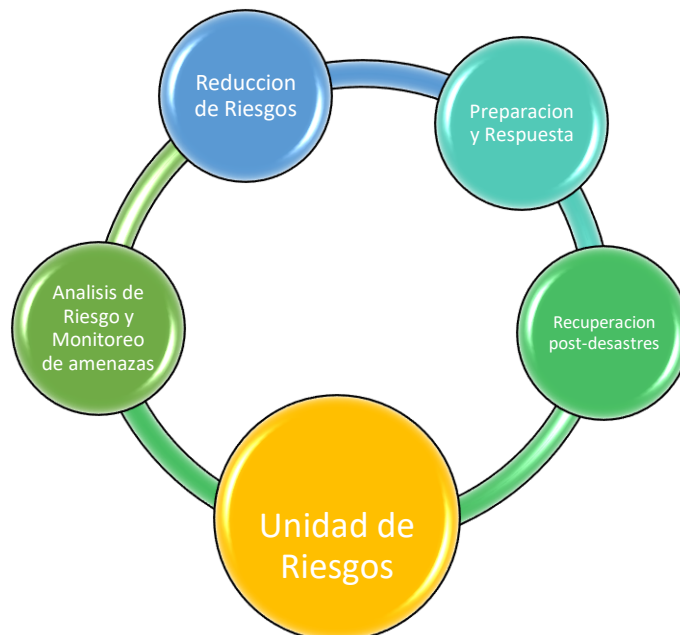 Reduccion
de Riesgos
Preparacion
y Respuesta
Analisis de
Riesgo y
Monitoreo
de amenazas
Recuperacion
post-desastres
Unidad de
Riesgos